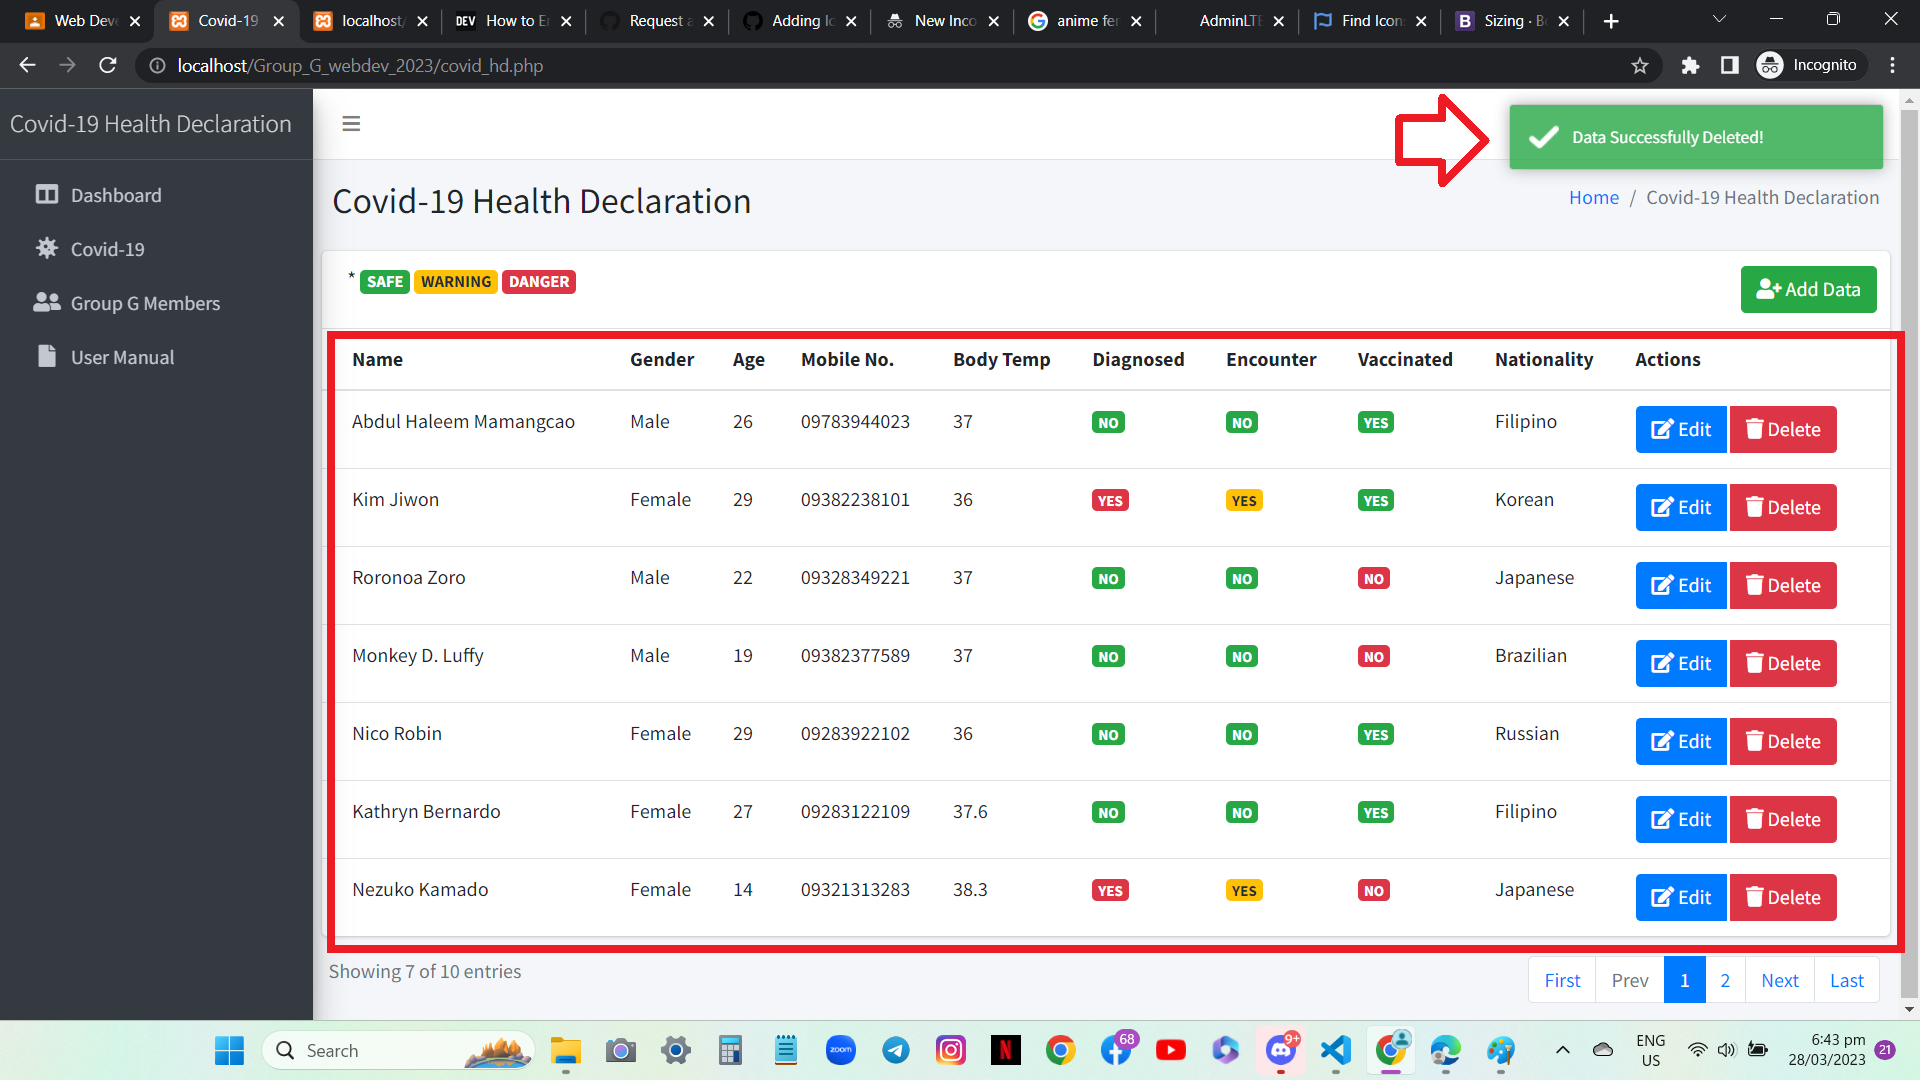 Web Deve
Covid-19
localhost/
DEV How to E
Request a
Adding Ic
New Inco
anime fer
AdminLTE
Find Icon
B Sizing · Bo
localhost/Group_G_webdev_2023/covid_hd.php
Incognito
Covid-19 Health Declaration
Data Successfully Deleted!
Dashboard
Covid-19
Group G Members
User Manual
Covid-19 Health Declaration
Home / Covid-19 Health Declaration
* SAFE WARNING DANGER
Add Data
Name Gender Age Mobile No. Body Temp Diagnosed Encounter Vaccinated Nationality Actions
Abdul Haleem Mamangcao Male 26 09783944023 37 NO NO YES Filipino Edit Delete
Kim Jiwon Female 29 09382238101 36 YES YES YES Korean Edit Delete
Roronoa Zoro Male 22 09328349221 37 NO NO NO Japanese Edit Delete
Monkey D. Luffy Male 19 09382377589 37 NO NO NO Brazilian Edit Delete
Nico Robin Female 29 09283922102 36 NO NO YES Russian Edit Delete
Kathryn Bernardo Female 27 09283122109 37.6 NO NO YES Filipino Edit Delete
Nezuko Kamado Female 14 09321313283 38.3 YES YES NO Japanese Edit Delete
Showing 7 of 10 entries
First Prev 1 2 Next Last
Search
zoom
N
68
9+
ENG
US
6:43 pm
28/03/2023
21